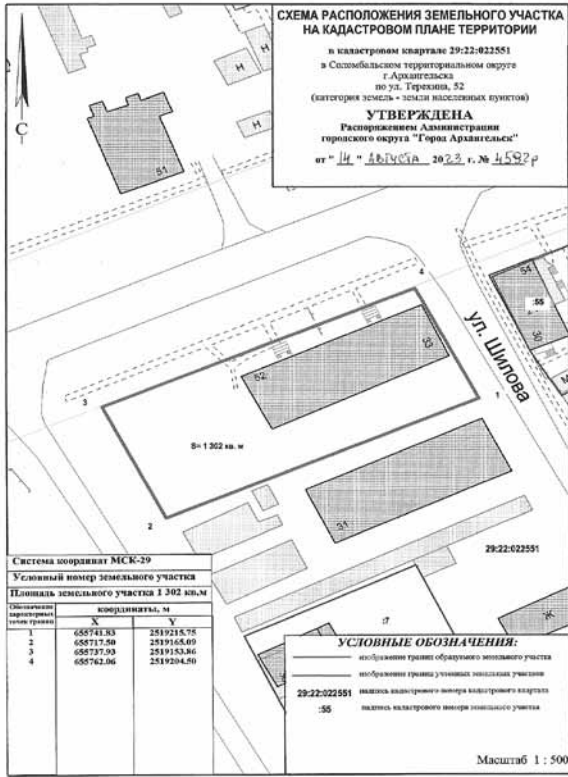 СХЕМА РАСПОЛОЖЕНИЯ ЗЕМЕЛЬНОГО УЧАСТКА
НА КАДАСТРОВОМ ПЛАНЕ ТЕРРИТОРИИ
в кадастровом квартале 29:22:022551
в Соломбальском территориальном округе
г.Архангельска
по ул. Терехина, 52
(категория земель - земли населенных пунктов)
УТВЕРЖДЕНА
Распоряжением Администрации
городского округа "Город Архангельск"
от " 14 " августа 2023 г. № 4592р
С
Н
Н
Н
51
4
54
:55
30
ул. Шилова
33
52
3
1
S= 1 302 кв. м
2
31
29:22:022551
:7
Ж
Система координат МСК-29
Условный номер земельного участка
Площадь земельного участка 1 302 кв.м
Обозначение характерных точек границ
координаты, м
X Y
1 655741.83 2519215.75
2 655717.50 2519165.09
3 655737.93 2519153.86
4 655762.06 2519204.50
УСЛОВНЫЕ ОБОЗНАЧЕНИЯ:
изображение границ образуемого земельного участка
изображение границ учтенных земельных участков
29:22:022551 надпись кадастрового номера кадастрового квартала
:55 надпись кадастрового номера земельного участка
Масштаб 1 : 500